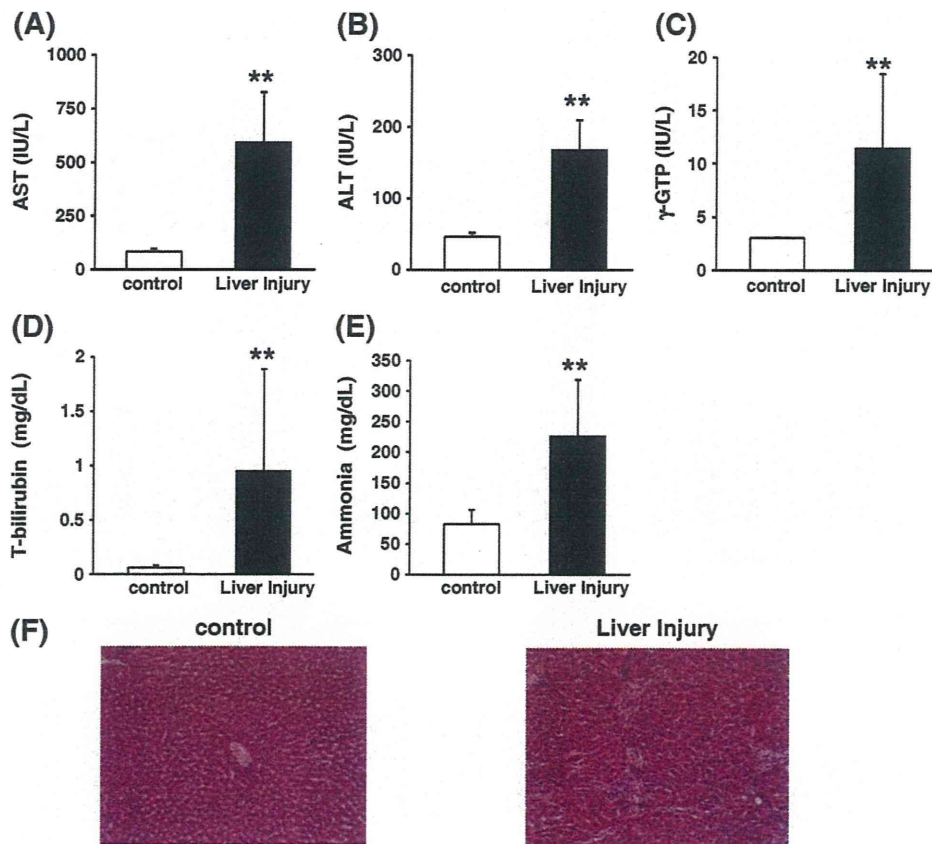 (A)
AST (IU/L)
1000
750
500
250
0
**
control
Liver Injury
(B)
ALT (IU/L)
300
200
100
0
**
control
Liver Injury
(C)
γ-GTP (IU/L)
20
15
10
5
0
**
control
Liver Injury
(D)
T-bilirubin (mg/dL)
2
1.5
1
0.5
0
**
control
Liver Injury
(E)
Ammonia (mg/dL)
350
300
250
200
150
100
50
0
**
control
Liver Injury
(F)
control
Liver Injury